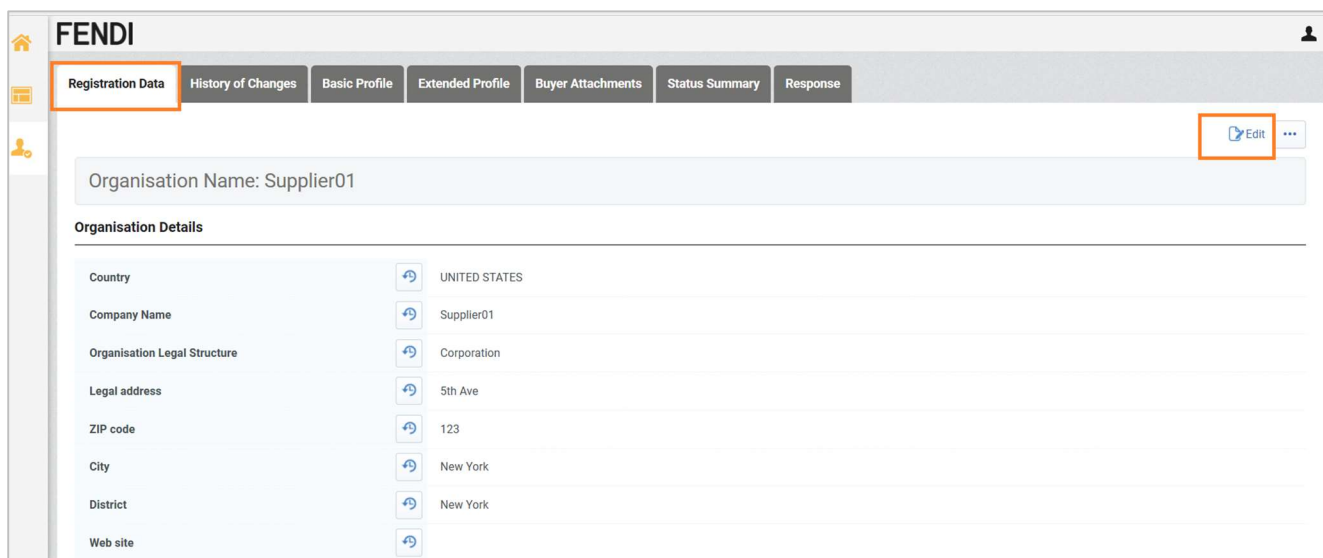 FENDI
Registration Data History of Changes Basic Profile Extended Profile Buyer Attachments Status Summary Response
Edit ...
Organisation Name: Supplier01
Organisation Details
Country UNITED STATES
Company Name Supplier01
Organisation Legal Structure Corporation
Legal address 5th Ave
ZIP code 123
City New York
District New York
Web site